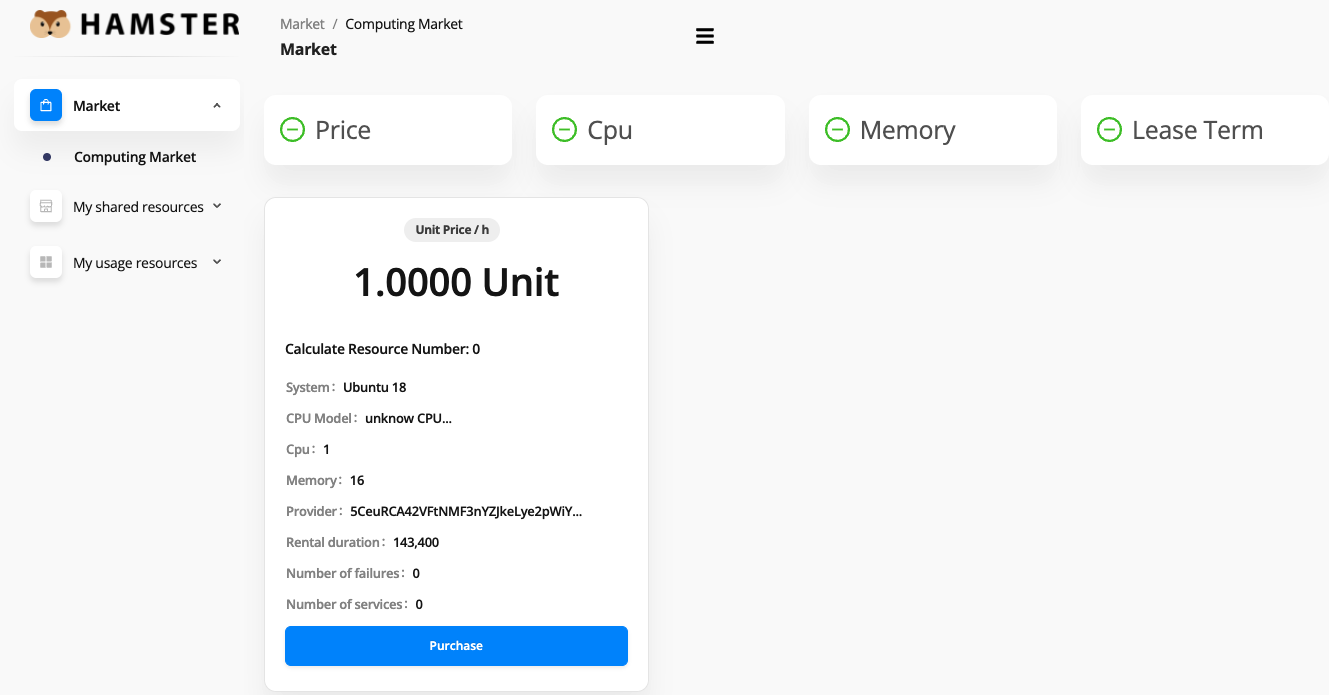 HAMSTER
Market / Computing Market
Market
Market
Computing Market
My shared resources
My usage resources
Price
Cpu
Memory
Lease Term
Unit Price / h
1.0000 Unit
Calculate Resource Number: 0
System： Ubuntu 18
CPU Model： unknow CPU...
Cpu： 1
Memory： 16
Provider： 5CeuRCA42VFtNMF3nYZJkeLye2pWiY...
Rental duration： 143,400
Number of failures： 0
Number of services： 0
Purchase